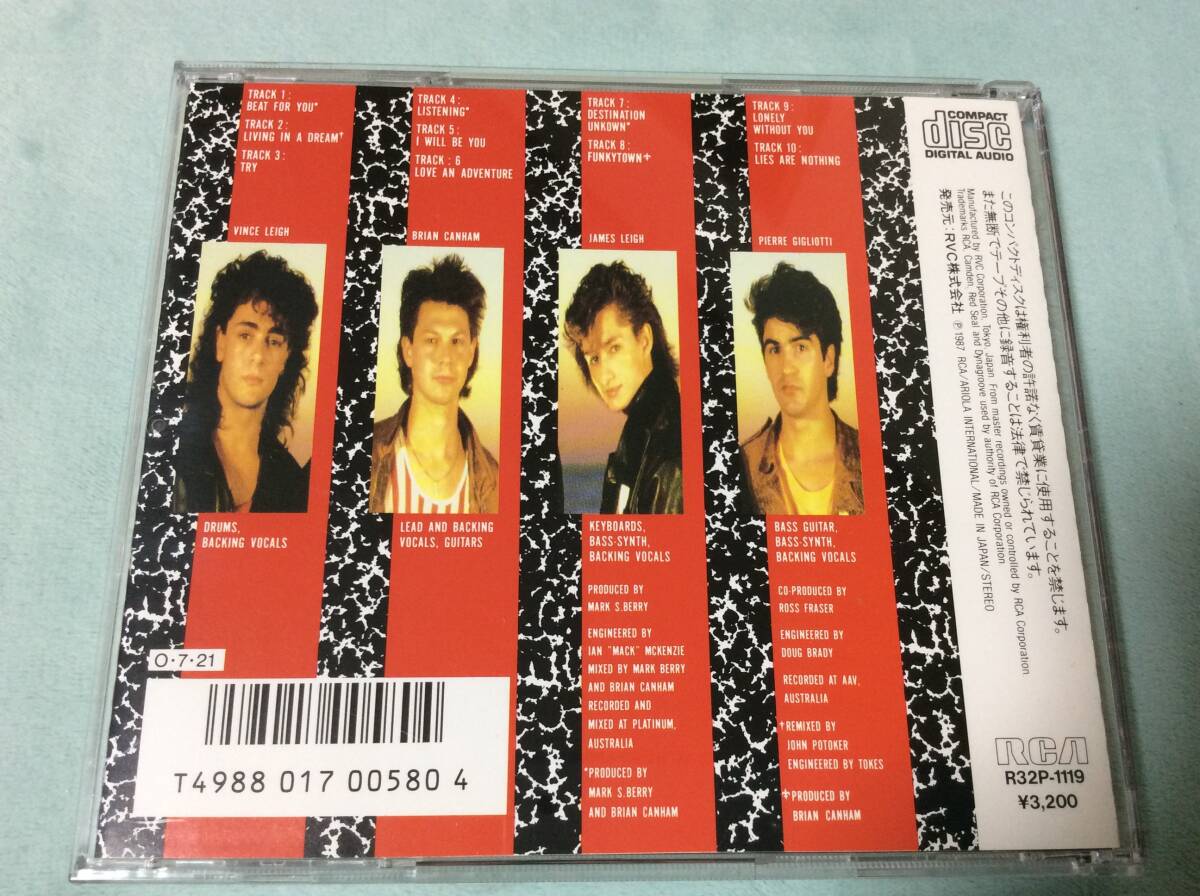 TRACK 1:
BEAT FOR YOU*
TRACK 2:
LIVING IN A DREAM†
TRACK 3:
TRY
TRACK 4:
LISTENING*
TRACK 5:
I WILL BE YOU
TRACK : 6
LOVE AN ADVENTURE
TRACK 7:
DESTINATION
UNKOWN*
TRACK 8:
FUNKYTOWN‡
TRACK 9:
LONELY
WITHOUT YOU
TRACK 10:
LIES ARE NOTHING
VINCE LEIGH
DRUMS,
BACKING VOCALS
BRIAN CANHAM
LEAD AND BACKING
VOCALS, GUITARS
JAMES LEIGH
KEYBOARDS,
BASS-SYNTH,
BACKING VOCALS
PIERRE GIGLIOTTI
BASS GUITAR,
BASS-SYNTH,
BACKING VOCALS
PRODUCED BY
MARK S.BERRY
ENGINEERED BY
IAN "MACK" MCKENZIE
MIXED BY MARK BERRY
AND BRIAN CANHAM
RECORDED AND
MIXED AT PLATINUM,
AUSTRALIA
*PRODUCED BY
MARK S.BERRY
AND BRIAN CANHAM
CO-PRODUCED BY
ROSS FRASER
ENGINEERED BY
DOUG BRADY
RECORDED AT AAV,
AUSTRALIA
†REMIXED BY
JOHN POTOKER
ENGINEERED BY TOKES
‡PRODUCED BY
BRIAN CANHAM
O・7・21
T4988 017 00580 4
COMPACT
disc
DIGITAL AUDIO
このコンパクトディスクは権利者の許諾なく賃貸業に使用することを禁じます。
また無断でテープその他に録音することは法律で禁じられています。
Manufactured by RVC Corporation, Tokyo, Japan From master recordings owned or controlled by RCA Corporation
Trademarks RCA, Camden, Red Seal and Dynagroove used by authority of RCA Corporation
発売元:RVC株式会社 ℗ 1987 RCA/ARIOLA INTERNATIONAL/MADE IN JAPAN/STEREO
RCA
R32P-1119
¥3,200